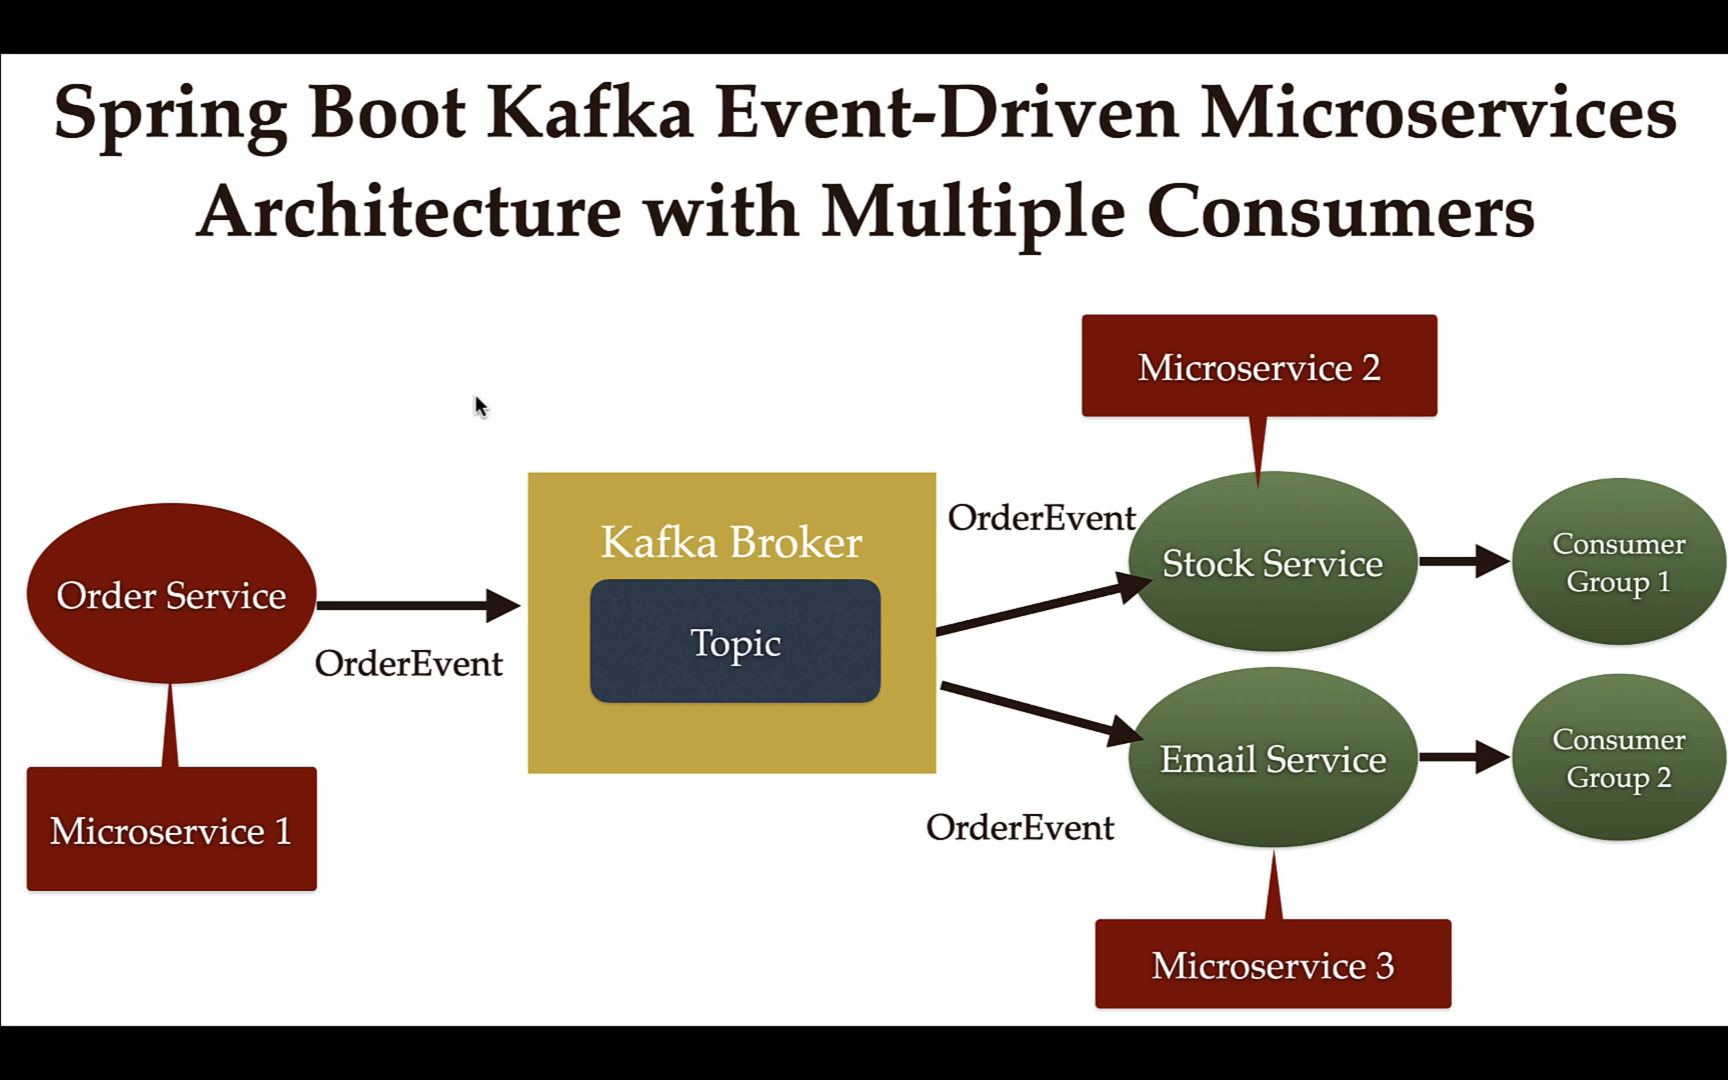 Spring Boot Kafka Event-Driven Microservices
Architecture with Multiple Consumers
Microservice 2
OrderEvent
Kafka Broker
Stock Service
Consumer
Group 1
Order Service
Topic
OrderEvent
Email Service
Consumer
Group 2
Microservice 1
OrderEvent
Microservice 3